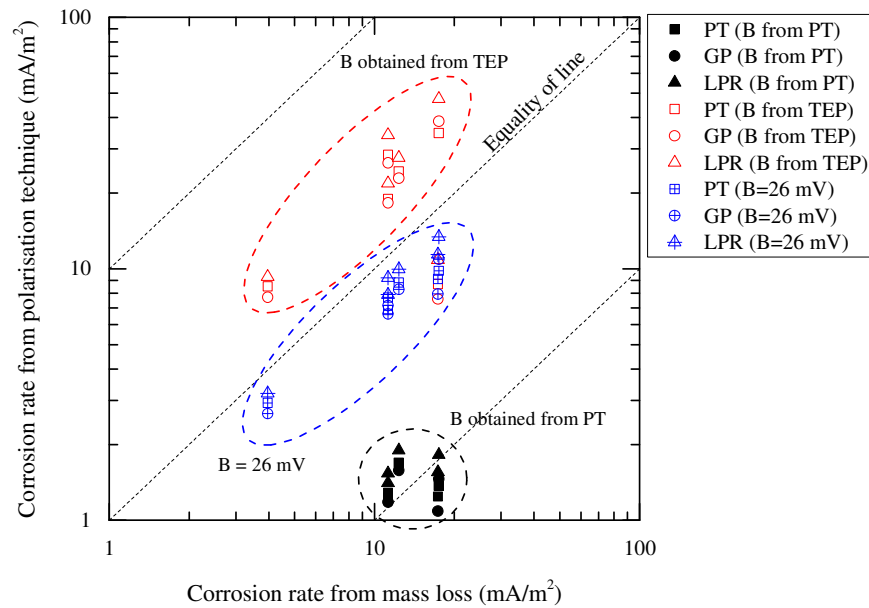 100
B obtained from TEP
Equality of line
10
B obtained from PT
B = 26 mV
1
1
10
100
Corrosion rate from mass loss (mA/m²)
Corrosion rate from polarisation technique (mA/m²)
PT (B from PT)
GP (B from PT)
LPR (B from PT)
PT (B from TEP)
GP (B from TEP)
LPR (B from TEP)
PT (B=26 mV)
GP (B=26 mV)
LPR (B=26 mV)